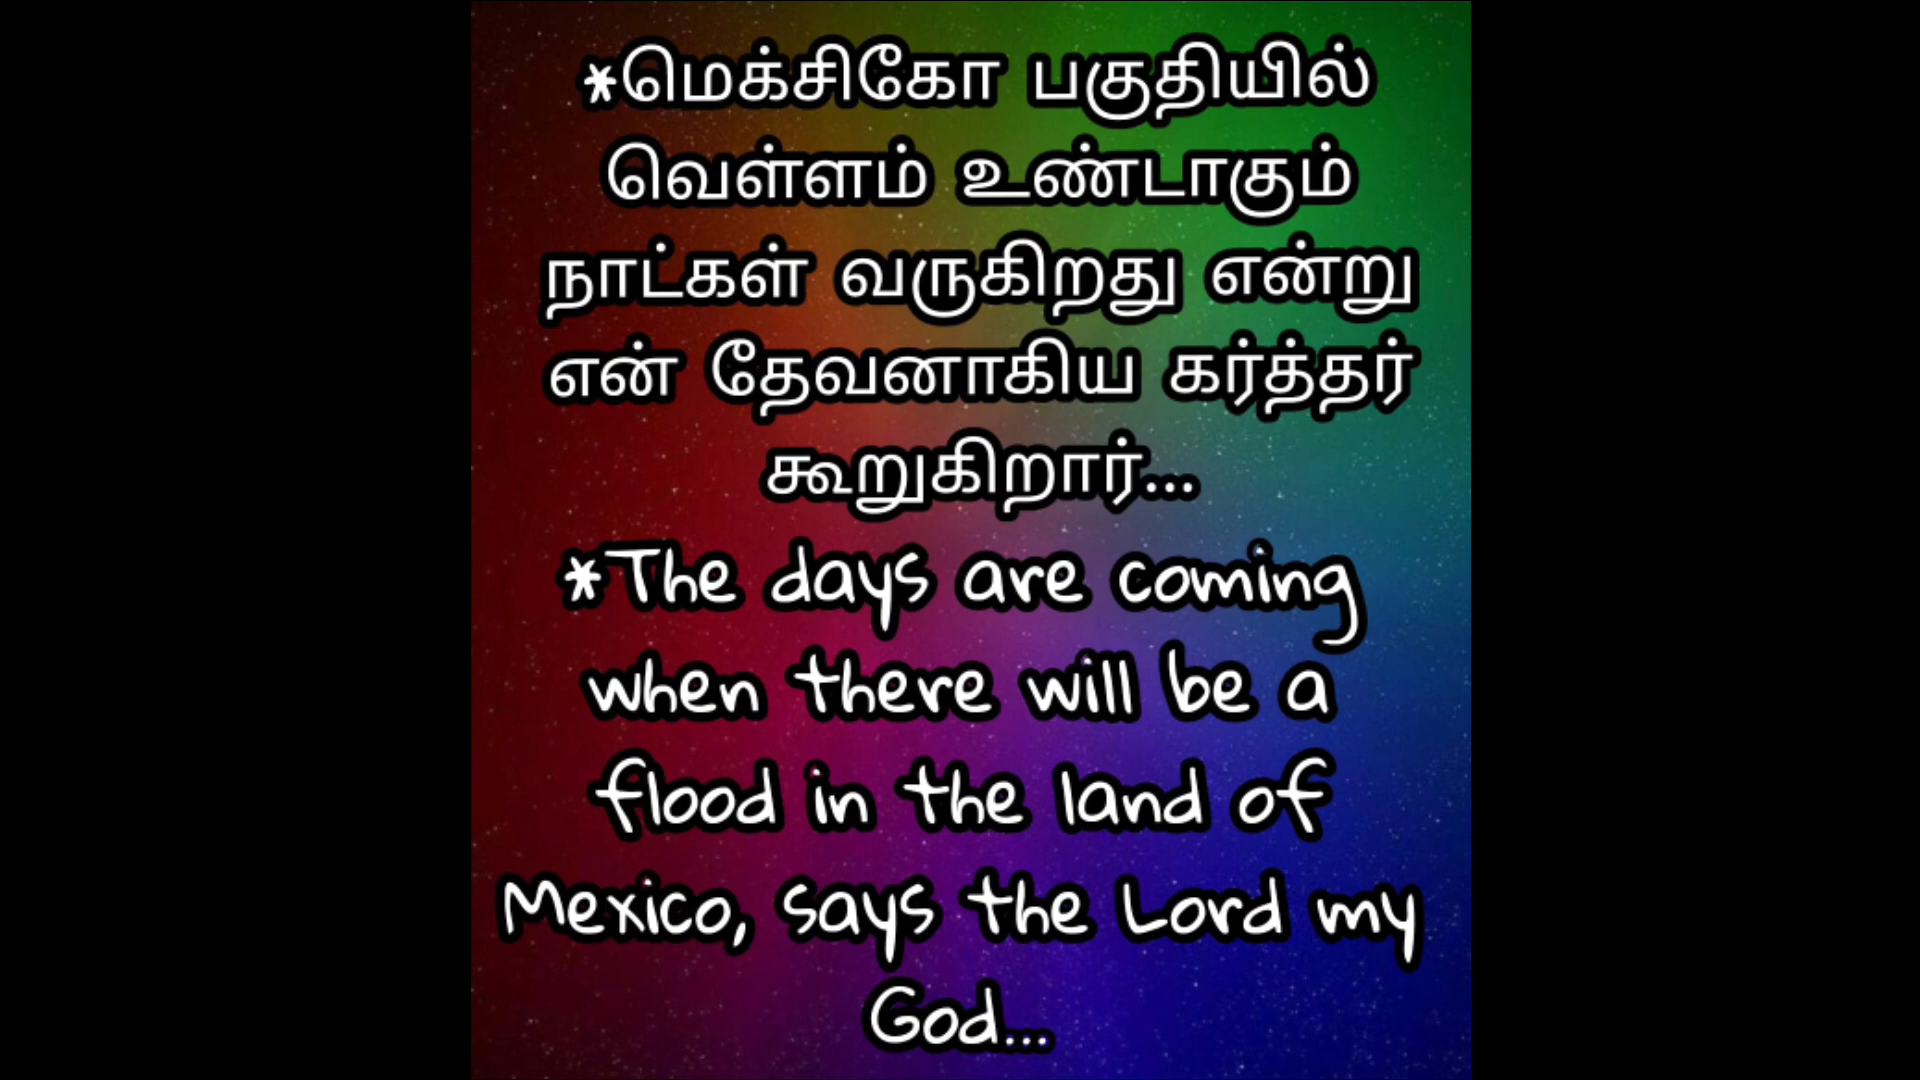 *மெக்சிகோ பகுதியில்
வெள்ளம் உண்டாகும்
நாட்கள் வருகிறது என்று
என் தேவனாகிய கர்த்தர்
கூறுகிறார்...
*The days are coming
when there will be a
flood in the land of
Mexico, says the Lord my
God...